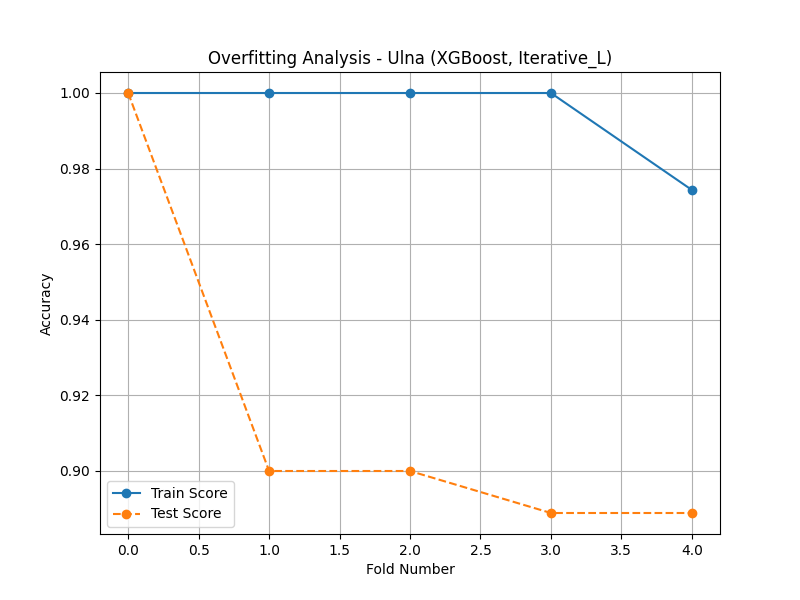 Overfitting Analysis - Ulna (XGBoost, Iterative_L)
1.00
0.98
0.96
0.94
0.92
0.90
Accuracy
Train Score
Test Score
0.0 0.5 1.0 1.5 2.0 2.5 3.0 3.5 4.0
Fold Number